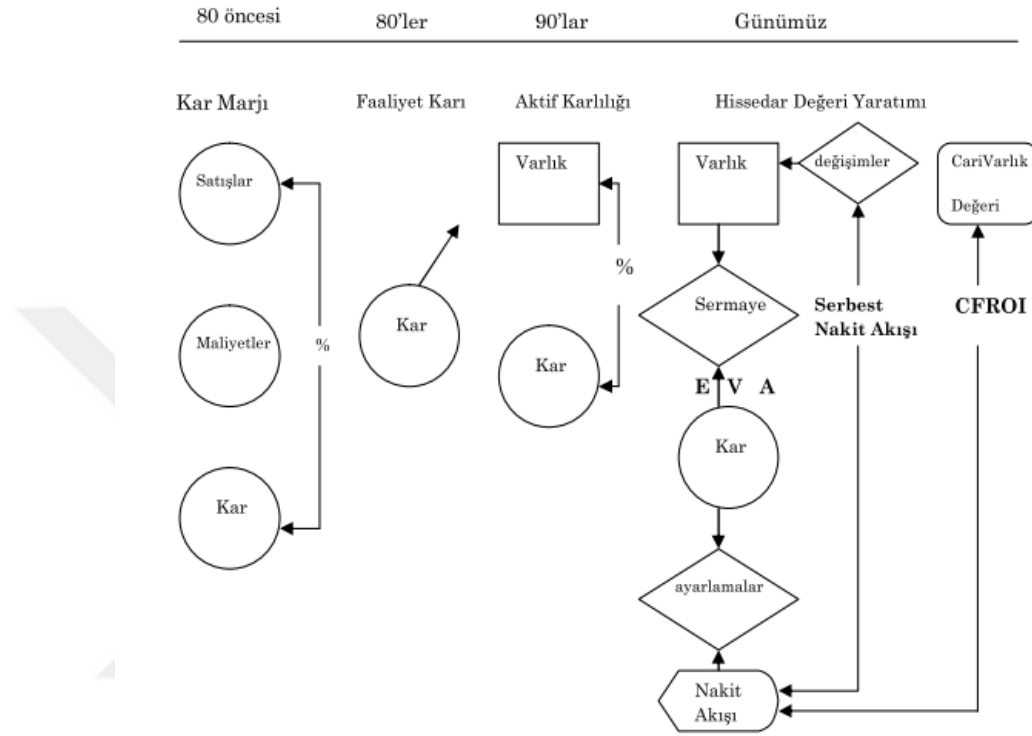 80 öncesi
80’ler
90’lar
Günümüz
Kar Marjı
Faaliyet Karı
Aktif Karlılığı
Hissedar Değeri Yaratımı
Satışlar
Maliyetler
%
Kar
Kar
Varlık
%
Kar
Varlık
değişimler
CariVarlık
Değeri
Sermaye
Serbest
Nakit Akışı
CFROI
E V A
Kar
ayarlamalar
Nakit
Akışı